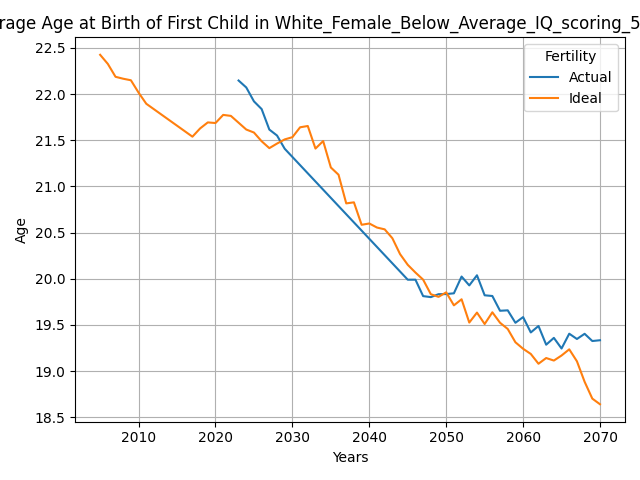 rage Age at Birth of First Child in White_Female_Below_Average_IQ_scoring_5
Fertility
Actual
Ideal
22.5
22.0
21.5
21.0
20.5
20.0
19.5
19.0
18.5
Age
2010 2020 2030 2040 2050 2060 2070
Years